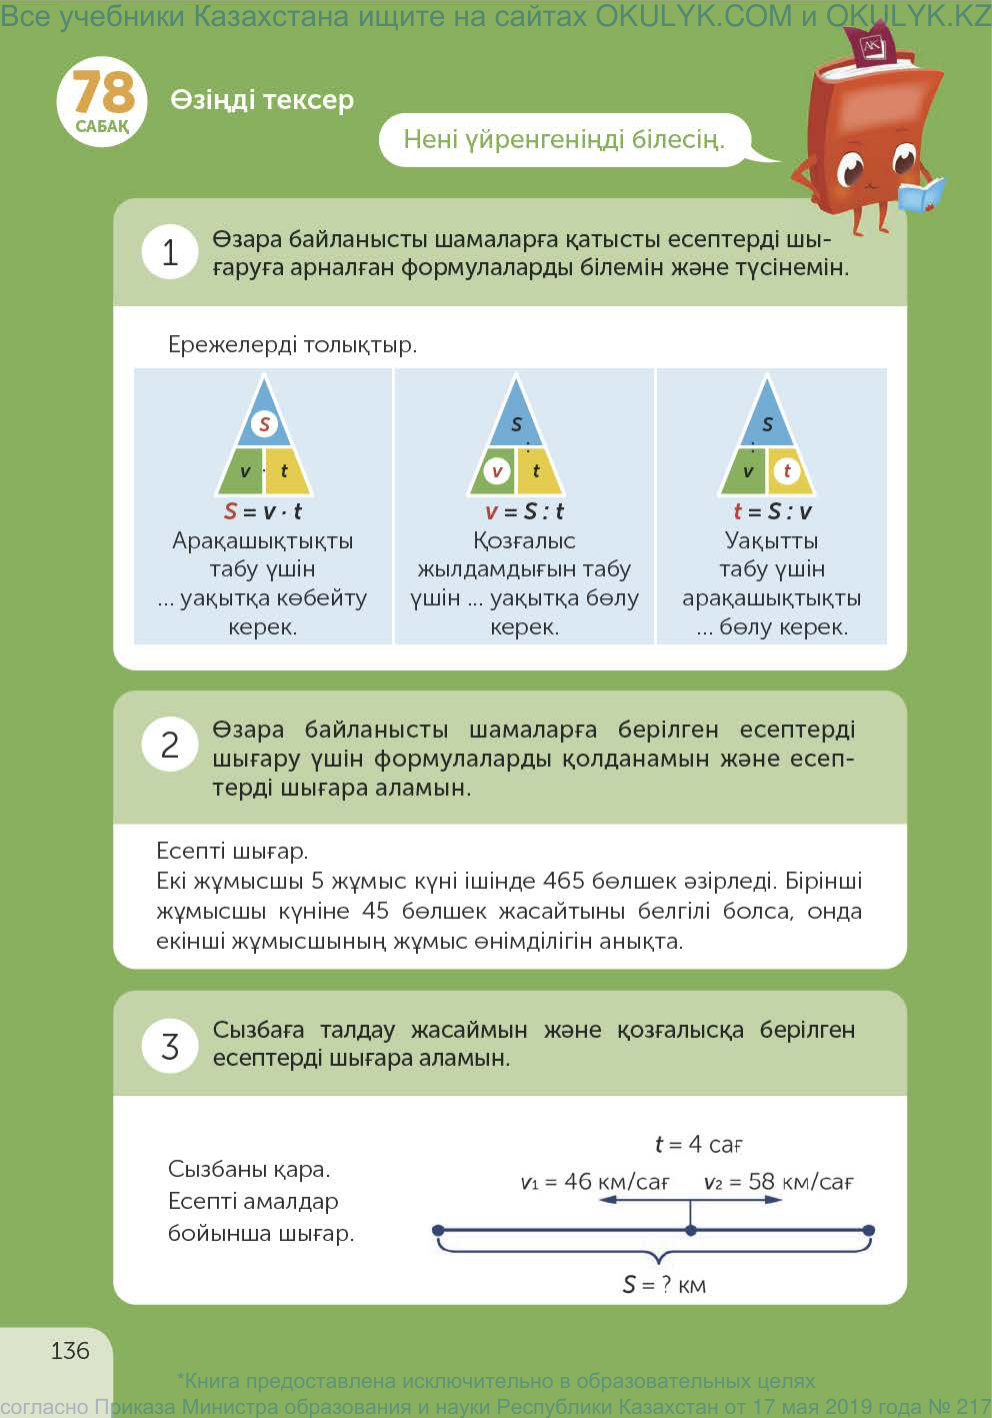 Все учебники Казахстана ищите на сайтах OKULYK.COM и OKULYK.KZ
78
САБАҚ
Өзіңді тексер
Нені үйренгеніңді білесің.
АК
1
Өзара байланысты шамаларға қатысты есептерді шы-
ғаруға арналған формулаларды білемін және түсінемін.
Ережелерді толықтыр.
S
v · t
S = v · t
Арақашықтықты
табу үшін
... уақытқа көбейту
керек.
S
:
v t
v = S : t
Қозғалыс
жылдамдығын табу
үшін ... уақытқа бөлу
керек.
S
:
v t
t = S : v
Уақытты
табу үшін
арақашықтықты
... бөлу керек.
2
Өзара байланысты шамаларға берілген есептерді
шығару үшін формулаларды қолданамын және есеп-
терді шығара аламын.
Есепті шығар.
Екі жұмысшы 5 жұмыс күні ішінде 465 бөлшек әзірледі. Бірінші
жұмысшы күніне 45 бөлшек жасайтыны белгілі болса, онда
екінші жұмысшының жұмыс өнімділігін анықта.
3
Сызбаға талдау жасаймын және қозғалысқа берілген
есептерді шығара аламын.
Сызбаны қара.
Есепті амалдар
бойынша шығар.
t = 4 сағ
v₁ = 46 км/сағ v₂ = 58 км/сағ
S = ? км
136
*Книга предоставлена исключительно в образовательных целях
согласно Приказа Министра образования и науки Республики Казахстан от 17 мая 2019 года № 217